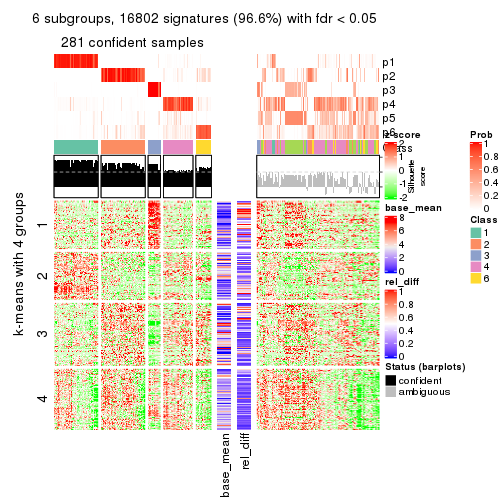 6 subgroups, 16802 signatures (96.6%) with fdr < 0.05
281 confident samples
p1
p2
p3
p4
p5
p6
Class
Silhouette
score
k-means with 4 groups
1
2
3
4
base_mean
rel_diff
z-score
2
1
0
-1
-2
base_mean
8
6
4
2
0
rel_diff
1
0.8
0.6
0.4
0.2
0
Status (barplots)
confident
ambiguous
Prob
1
0.8
0.6
0.4
0.2
0
Class
1
2
3
4
6